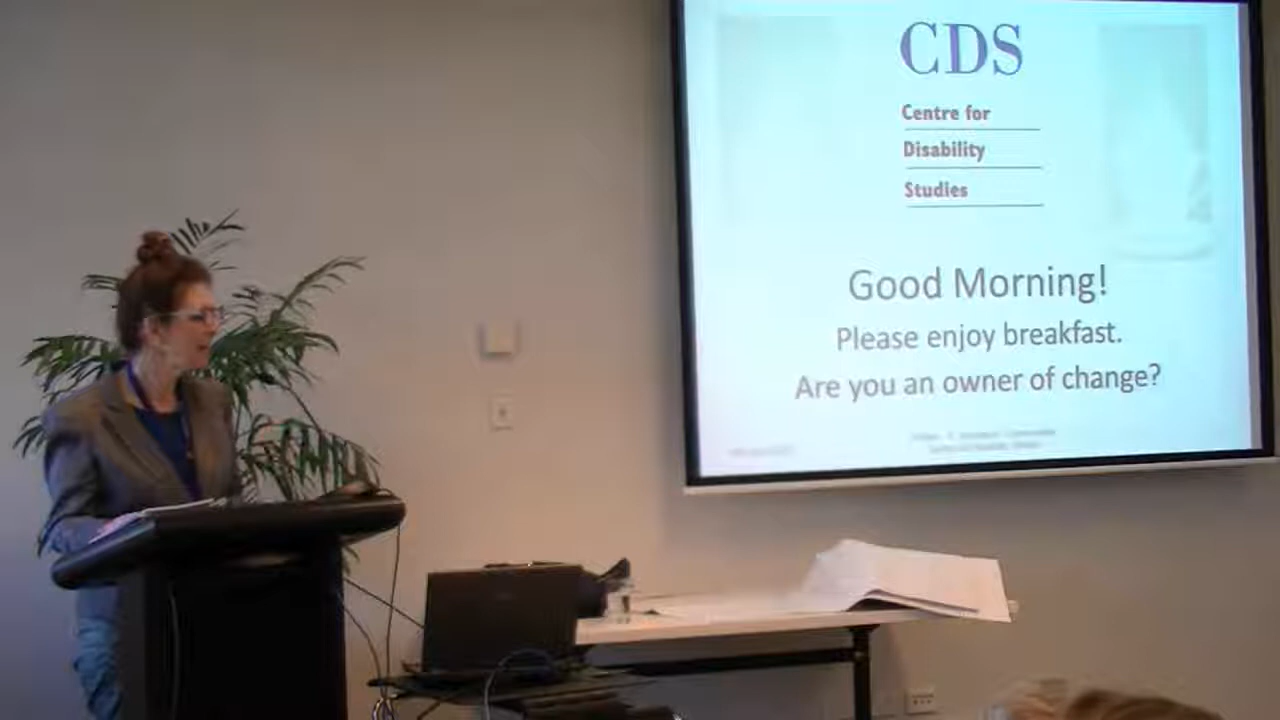 CDS
Centre for
Disability
Studies
Good Morning!
Please enjoy breakfast.
Are you an owner of change?